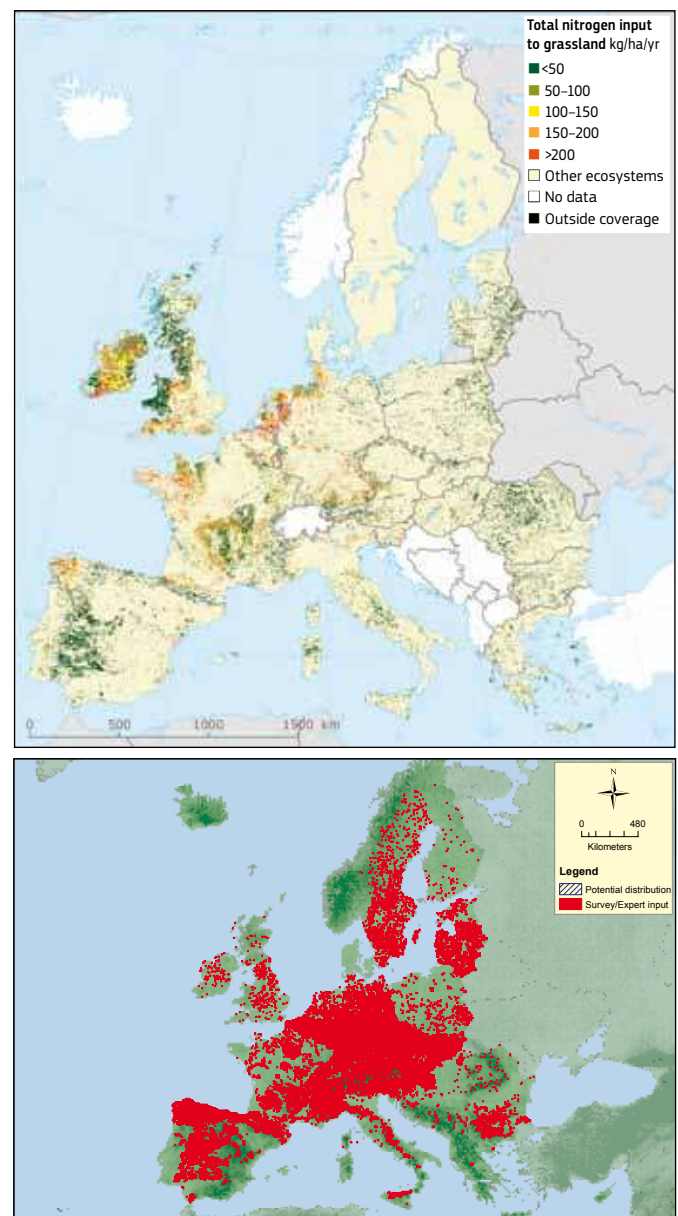 Total nitrogen input
to grassland kg/ha/yr
<50
50–100
100–150
150–200
>200
Other ecosystems
No data
Outside coverage
0 500 1000 1500 km
N
0 480
Kilometers
Legend
Potential distribution
Survey/Expert input